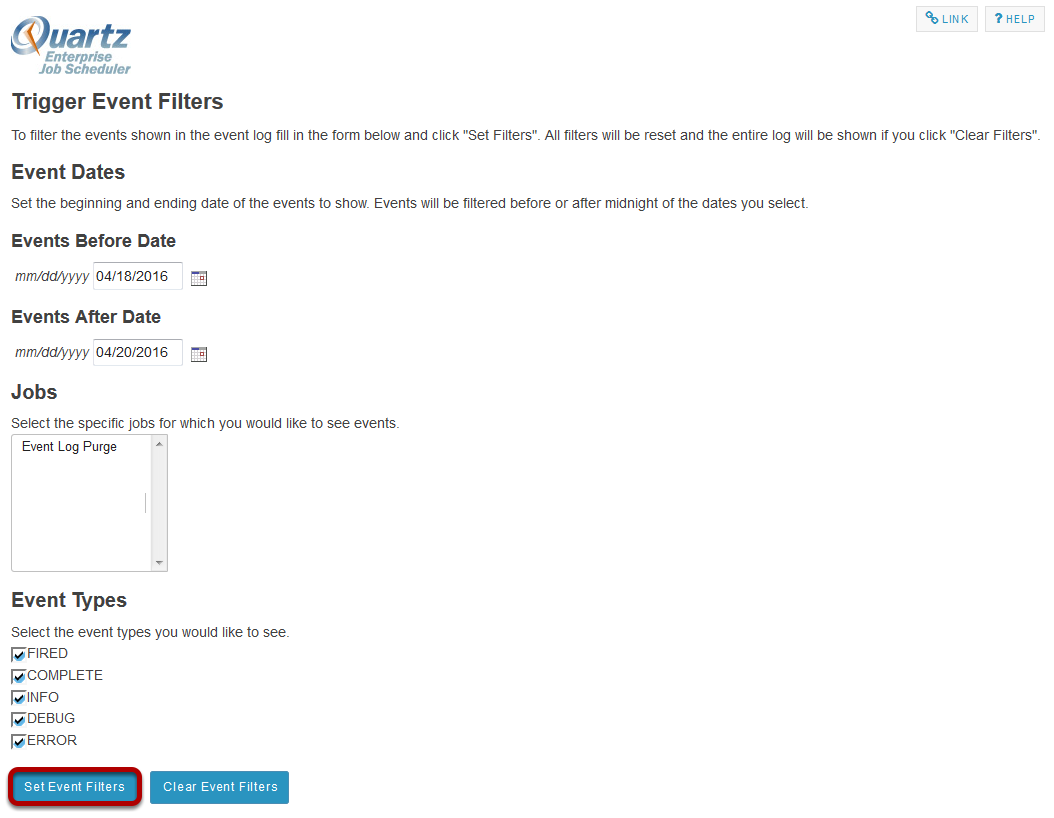 LINK
? HELP
Quartz
Enterprise
Job Scheduler
Trigger Event Filters
To filter the events shown in the event log fill in the form below and click "Set Filters". All filters will be reset and the entire log will be shown if you click "Clear Filters".
Event Dates
Set the beginning and ending date of the events to show. Events will be filtered before or after midnight of the dates you select.
Events Before Date
mm/dd/yyyy 04/18/2016
Events After Date
mm/dd/yyyy 04/20/2016
Jobs
Select the specific jobs for which you would like to see events.
Event Log Purge
Event Types
Select the event types you would like to see.
FIRED
COMPLETE
INFO
DEBUG
ERROR
Set Event Filters
Clear Event Filters